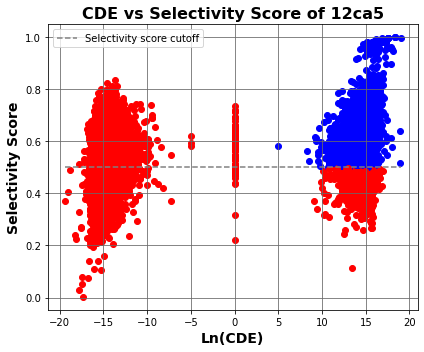 CDE vs Selectivity Score of 12ca5
Selectivity score cutoff
Selectivity Score
1.0
0.8
0.6
0.4
0.2
0.0
−20 −15 −10 −5 0 5 10 15 20
Ln(CDE)